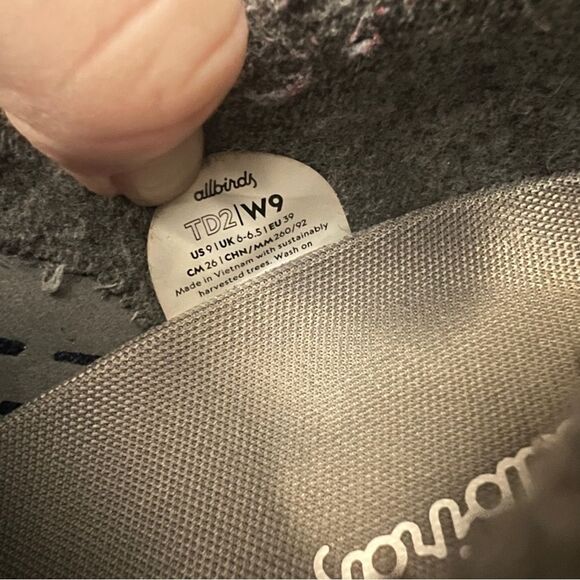 allbirds
TD2|W9
US 9 | UK 6-6.5 | EU 39
CM 26 | CHN/MM 260/92
Made in Vietnam with sustainably
harvested trees. Wash on
allbirds